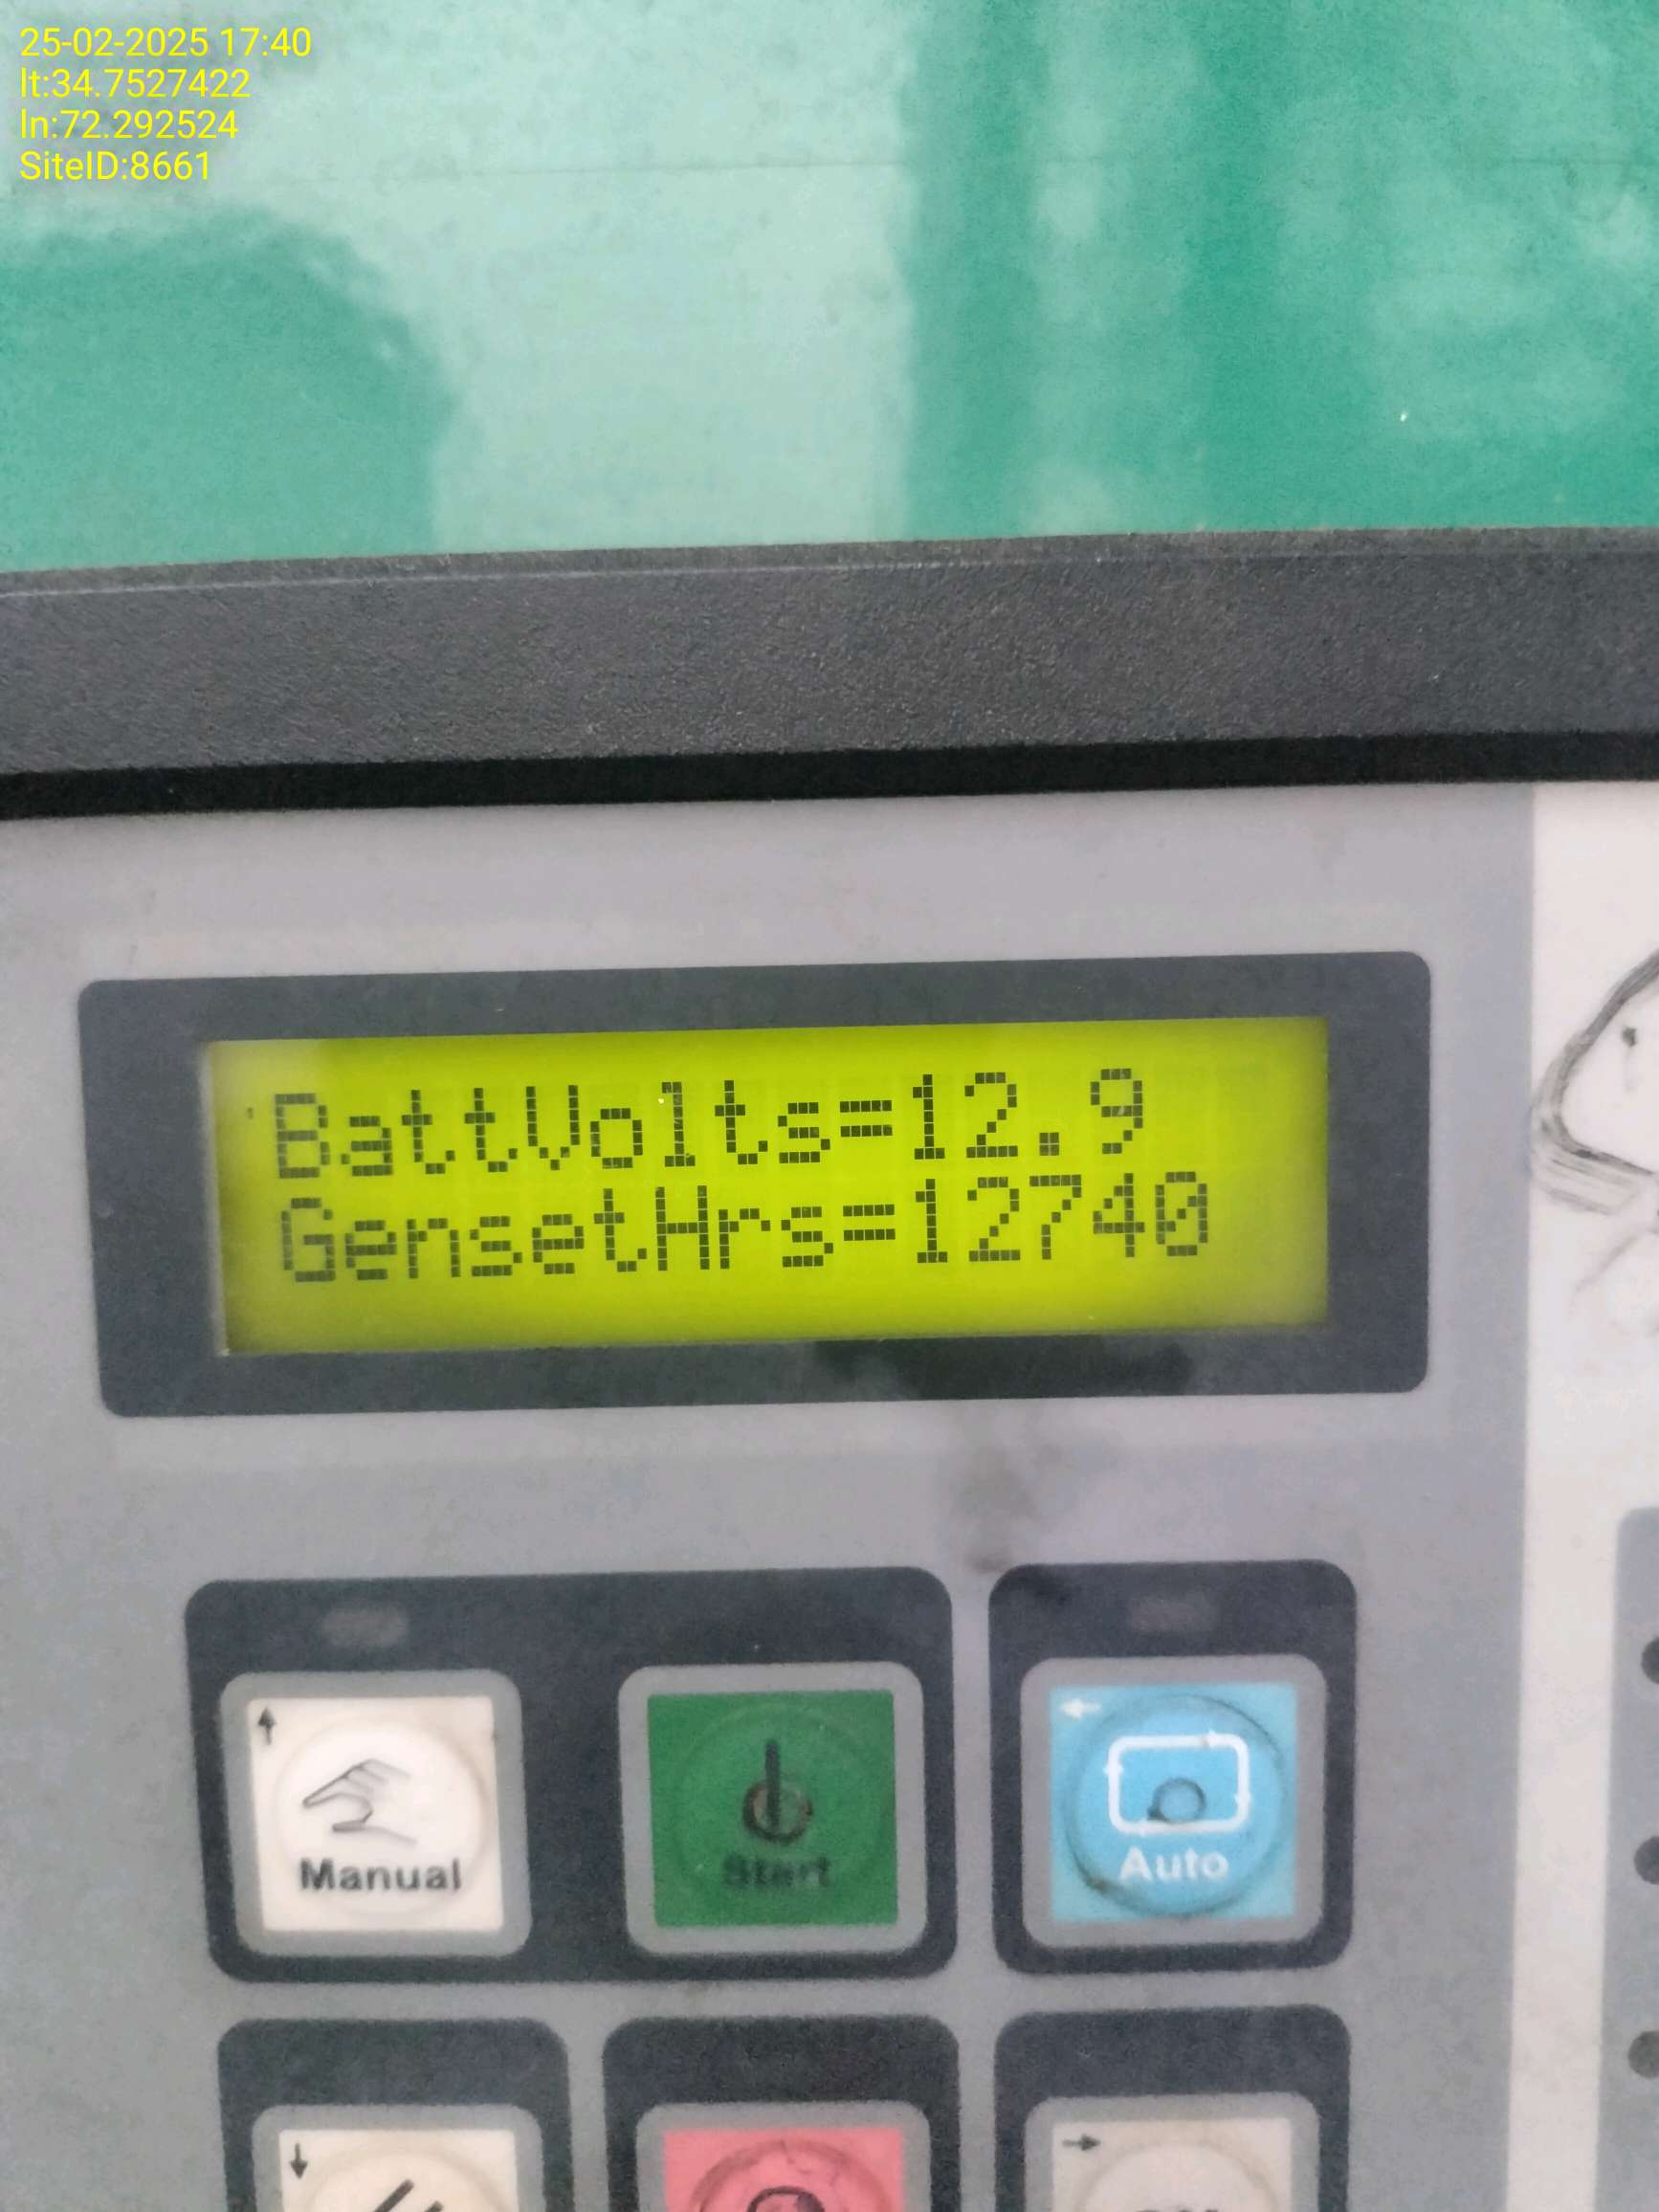 25-02-2025 17:40
lt:34.7527422
ln:72.292524
SiteID:8661
BattVolts=12.9
GensetHrs=12740
Manual
Start
Auto